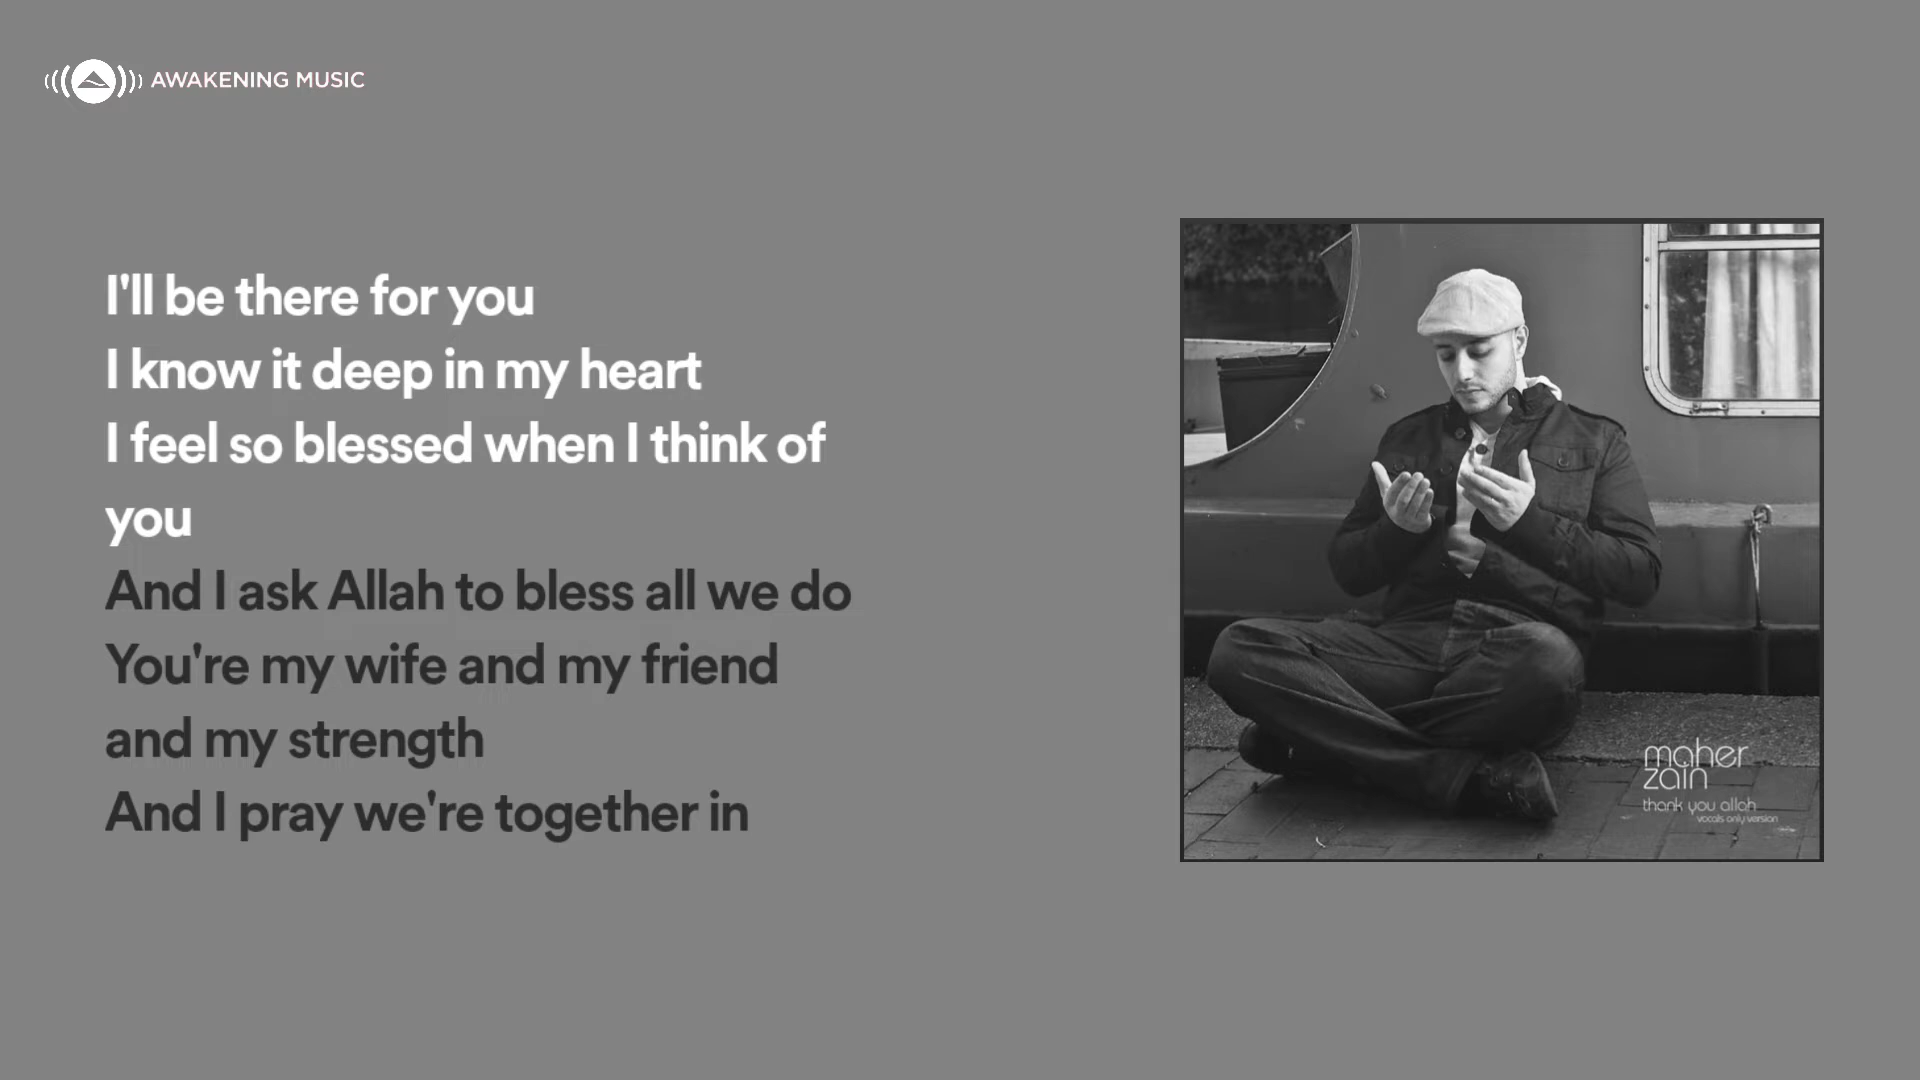 AWAKENING MUSIC
I'll be there for you
I know it deep in my heart
I feel so blessed when I think of
you
And I ask Allah to bless all we do
You're my wife and my friend
and my strength
And I pray we're together in
maher
zain
thank you allah
vocals only version